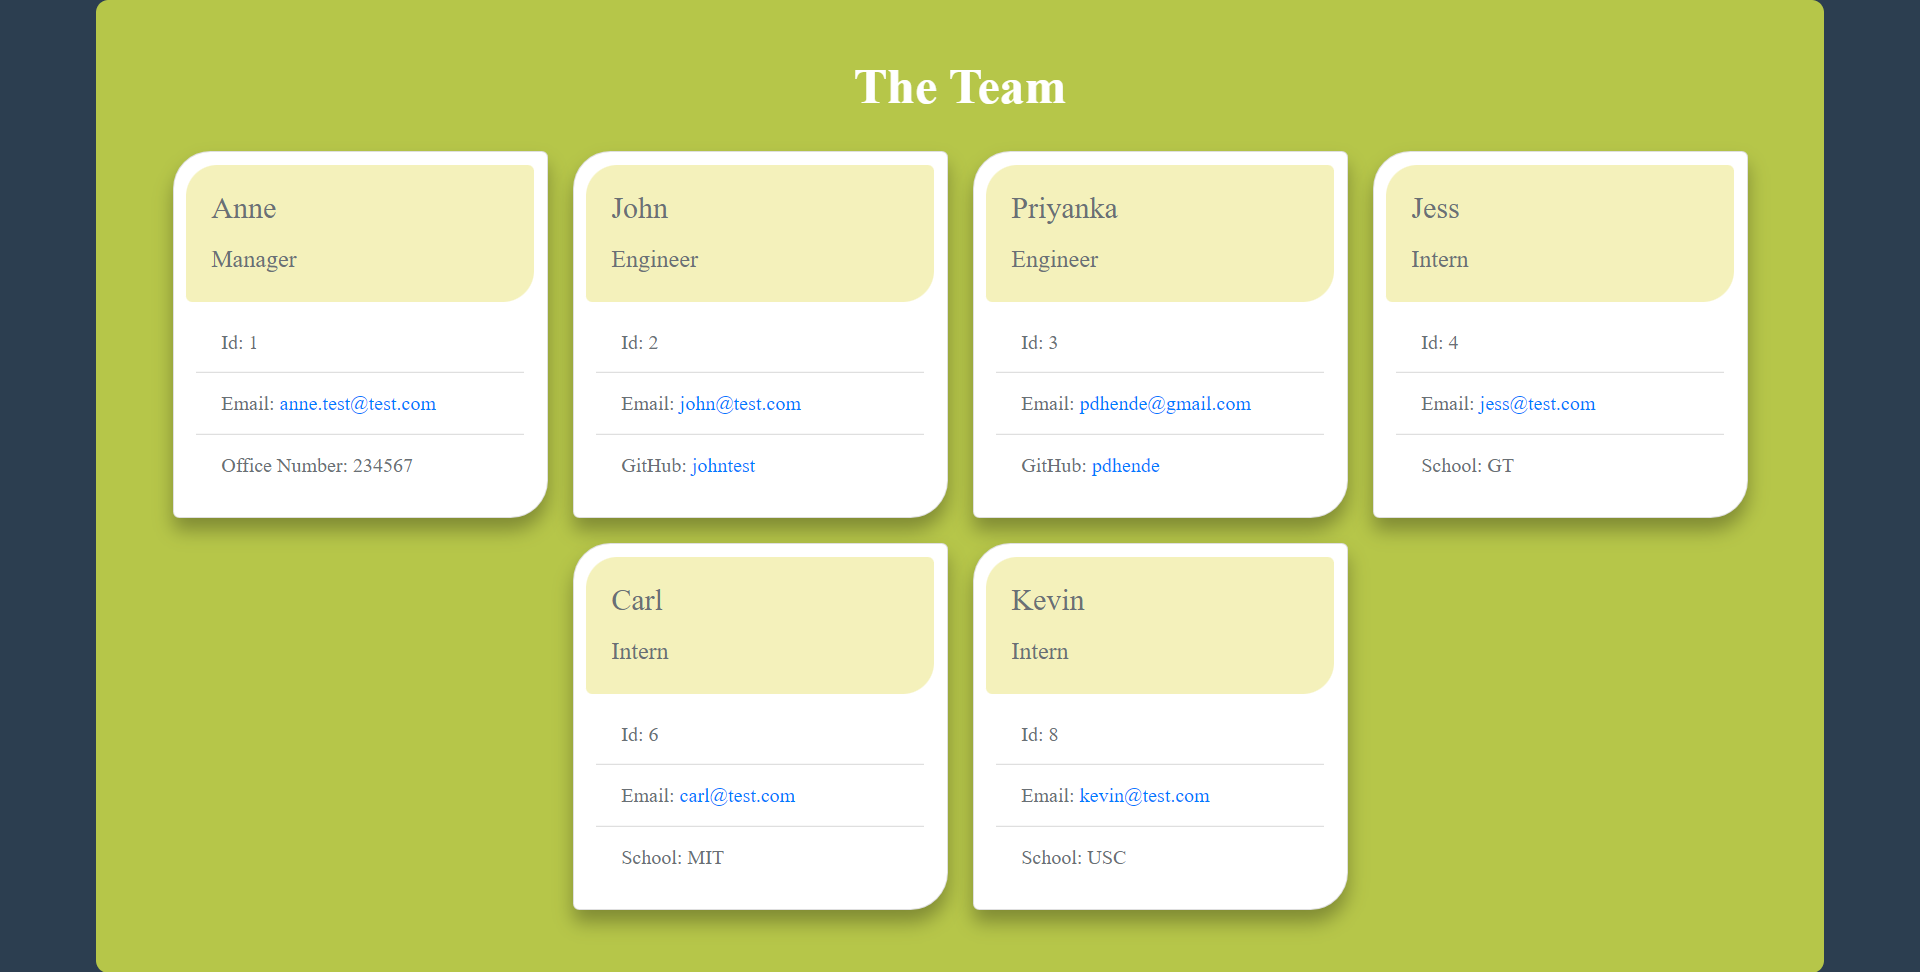 The Team
Anne
Manager
Id: 1
Email: anne.test@test.com
Office Number: 234567
John
Engineer
Id: 2
Email: john@test.com
GitHub: johntest
Priyanka
Engineer
Id: 3
Email: pdhende@gmail.com
GitHub: pdhende
Jess
Intern
Id: 4
Email: jess@test.com
School: GT
Carl
Intern
Id: 6
Email: carl@test.com
School: MIT
Kevin
Intern
Id: 8
Email: kevin@test.com
School: USC